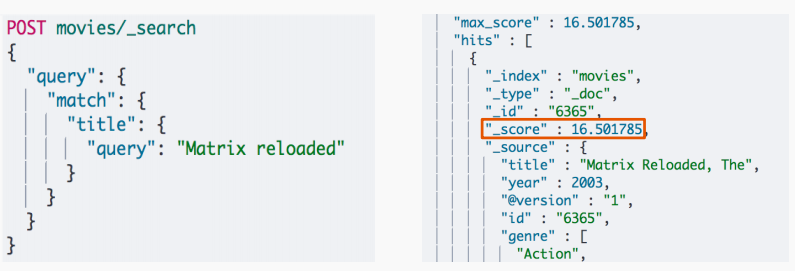 POST movies/_search
{
"query": {
"match": {
"title": {
"query": "Matrix reloaded"
}
}
}
}
"max_score" : 16.501785,
"hits" : [
{
"_index" : "movies",
"_type" : "_doc",
"_id" : "6365",
"_score" : 16.501785,
"_source" : {
"title" : "Matrix Reloaded, The",
"year" : 2003,
"@version" : "1",
"id" : "6365",
"genre" : [
"Action",